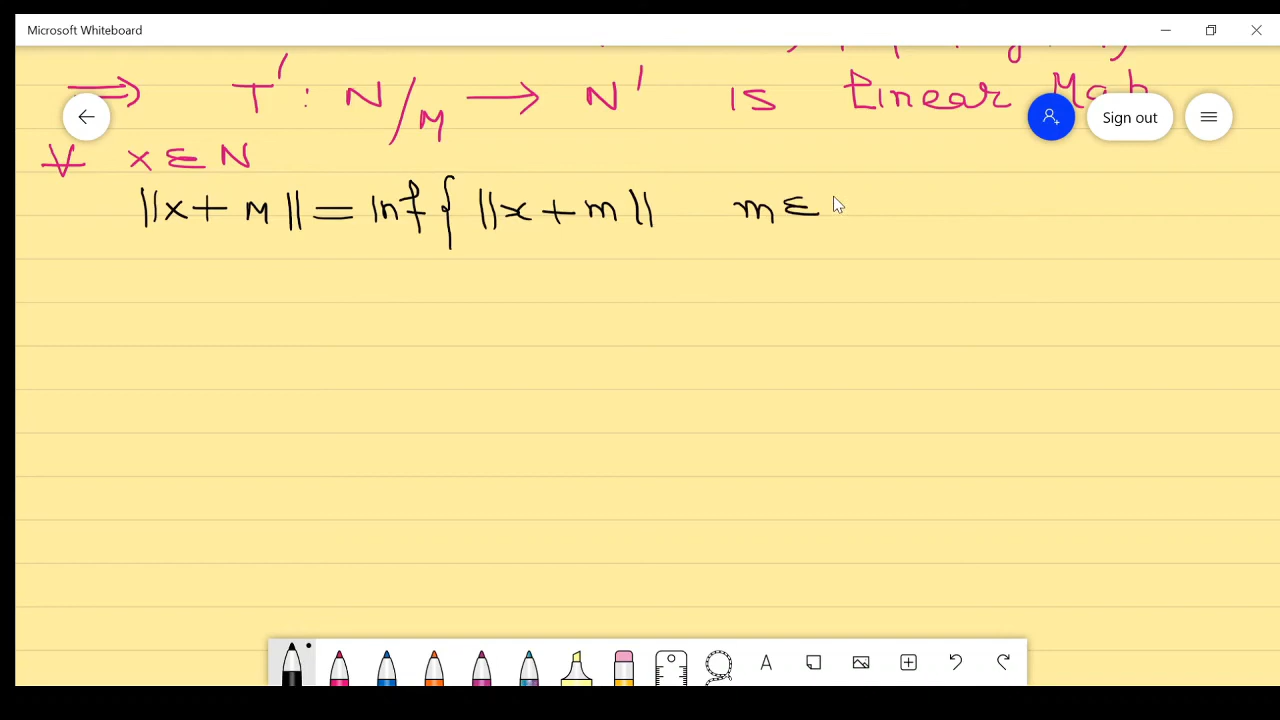 Microsoft Whiteboard
⟹ T' : N/M ⟶ N' is Linear Map
∀ x ∈ N
||x + M|| = inf { ||x + m|| m ∈
Sign out